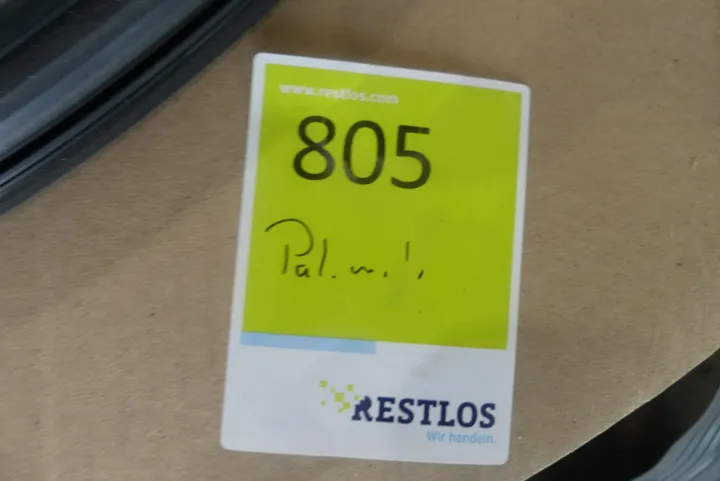 www.restlos.com
805
Pal. m. I.
RESTLOS
Wir handeln.